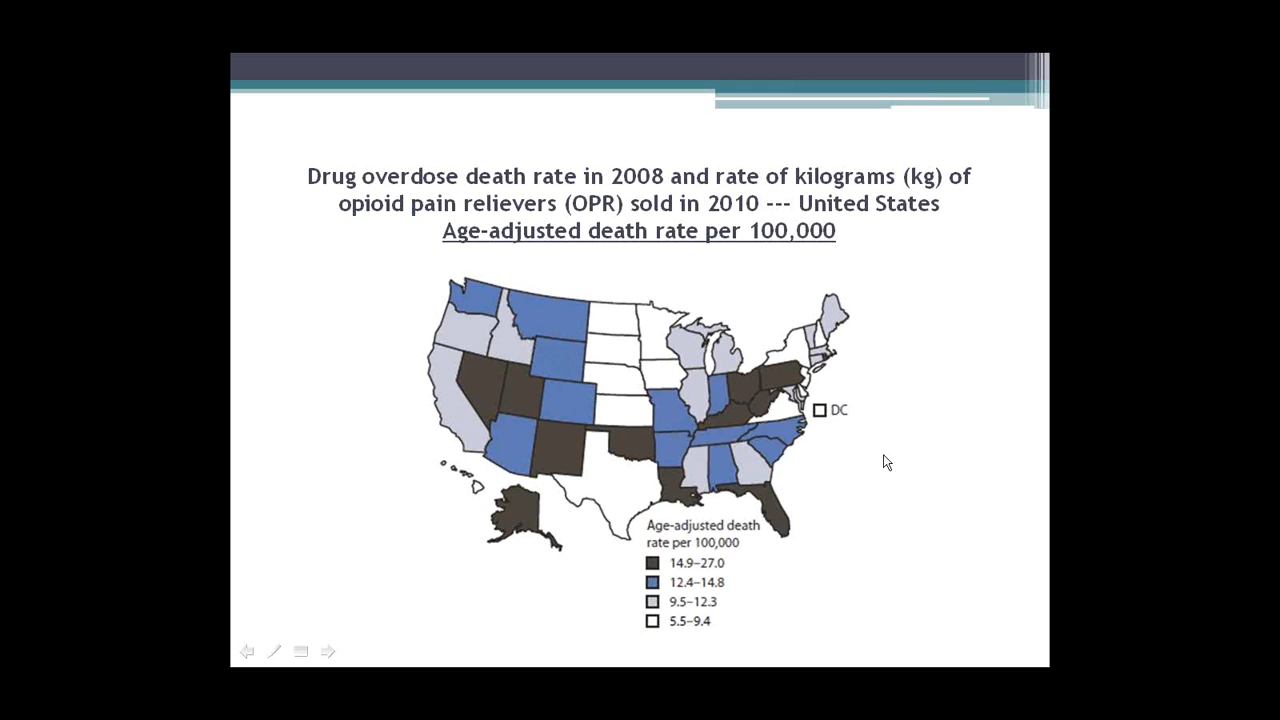 Drug overdose death rate in 2008 and rate of kilograms (kg) of
opioid pain relievers (OPR) sold in 2010 --- United States
Age-adjusted death rate per 100,000
DC
Age-adjusted death
rate per 100,000
14.9–27.0
12.4–14.8
9.5–12.3
5.5–9.4